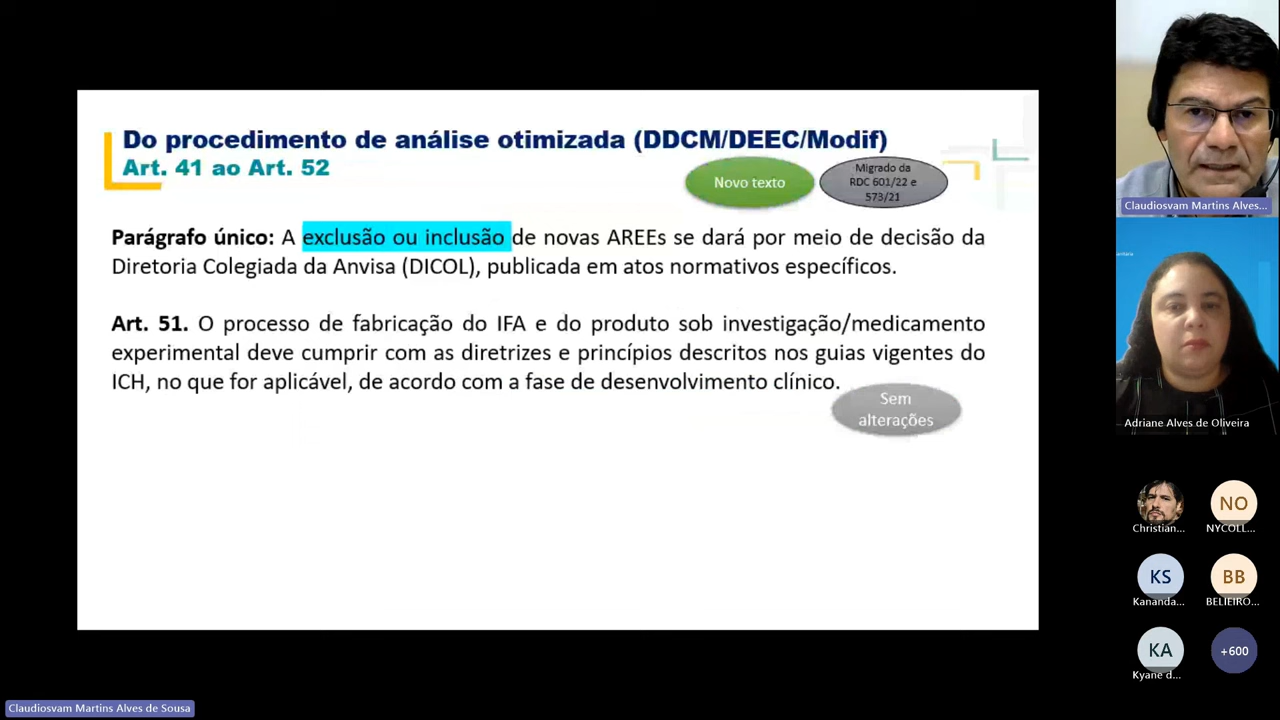 Do procedimento de análise otimizada (DDCM/DEEC/Modif)
Art. 41 ao Art. 52
Novo texto
Migrado da
RDC 601/22 e
573/21
Parágrafo único: A exclusão ou inclusão de novas AREEs se dará por meio de decisão da
Diretoria Colegiada da Anvisa (DICOL), publicada em atos normativos específicos.
Art. 51. O processo de fabricação do IFA e do produto sob investigação/medicamento
experimental deve cumprir com as diretrizes e princípios descritos nos guias vigentes do
ICH, no que for aplicável, de acordo com a fase de desenvolvimento clínico.
Sem
alterações
Claudiosvam Martins Alves...
Adriane Alves de Oliveira
Christian...
NO
NYCOLL...
KS
Kananda...
BB
BELIEIRO...
KA
Kyane d...
+600
Claudiosvam Martins Alves de Sousa